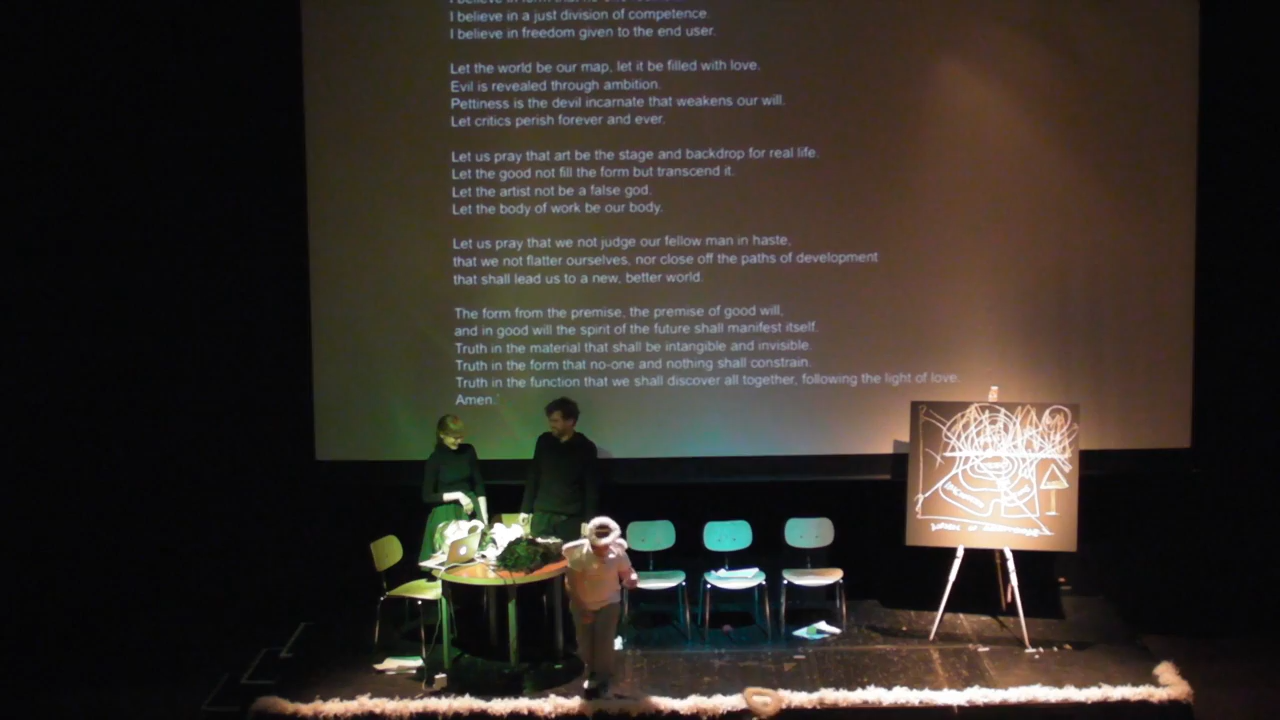 I believe in a just division of competence.
I believe in freedom given to the end user.
Let the world be our map, let it be filled with love.
Evil is revealed through ambition.
Pettiness is the devil incarnate that weakens our will.
Let critics perish forever and ever.
Let us pray that art be the stage and backdrop for real life.
Let the good not fill the form but transcend it.
Let the artist not be a false god.
Let the body of work be our body.
Let us pray that we not judge our fellow man in haste,
that we not flatter ourselves, nor close off the paths of development
that shall lead us to a new, better world.
The form from the premise, the premise of good will,
and in good will the spirit of the future shall manifest itself.
Truth in the material that shall be intangible and invisible.
Truth in the form that no-one and nothing shall constrain.
Truth in the function that we shall discover all together, following the light of love.
Amen.'